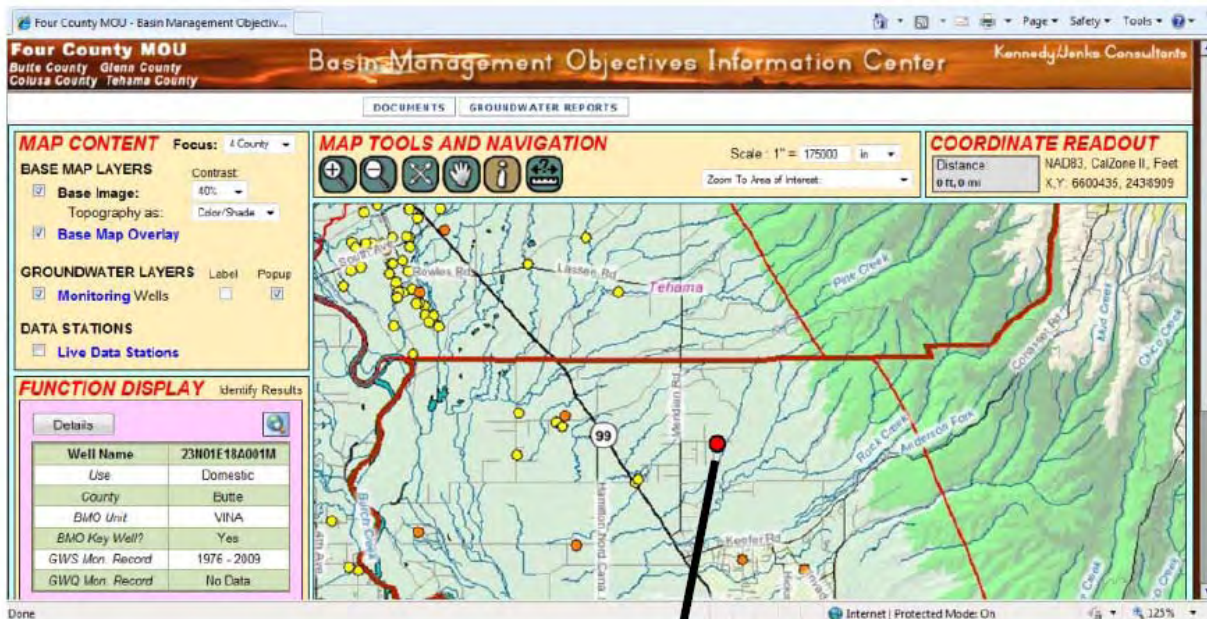 Four County MOU - Basin Management Objectiv...
Page Safety Tools
Four County MOU
Butte County Glenn County
Colusa County Tehama County
Basin Management Objectives Information Center
Kennedy/Jenks Consultants
DOCUMENTS GROUNDWATER REPORTS
MAP CONTENT Focus: 4 County
BASE MAP LAYERS Contrast:
Base Image: 40%
Topography as: Color/Shade
Base Map Overlay
GROUNDWATER LAYERS Label Popup
Monitoring Wells
DATA STATIONS
Live Data Stations
MAP TOOLS AND NAVIGATION
Scale : 1" = 175000 in
Zoom To Area of Interest:
COORDINATE READOUT
Distance: NAD83, CalZone II, Feet
0 ft, 0 mi X,Y: 6600435, 2438909
FUNCTION DISPLAY Identify Results
Details
Well Name 23N01E18A001M
Use Domestic
County Butte
BMO Unit VINA
BMO Key Well? Yes
GWS Mon. Record 1976 - 2009
GWQ Mon. Record No Data
South Ave
Bowles Rd
Lassen Rd
Tehama
Pine Creek
Cohasset Rd
Mud Creek
Chico Creek
Meridian Rd
99
Rock Creek
Anderson Fork
Burch Creek
Hamilton Nord Cana
Keefer Rd
4th Ave
Done
Internet | Protected Mode: On
125%